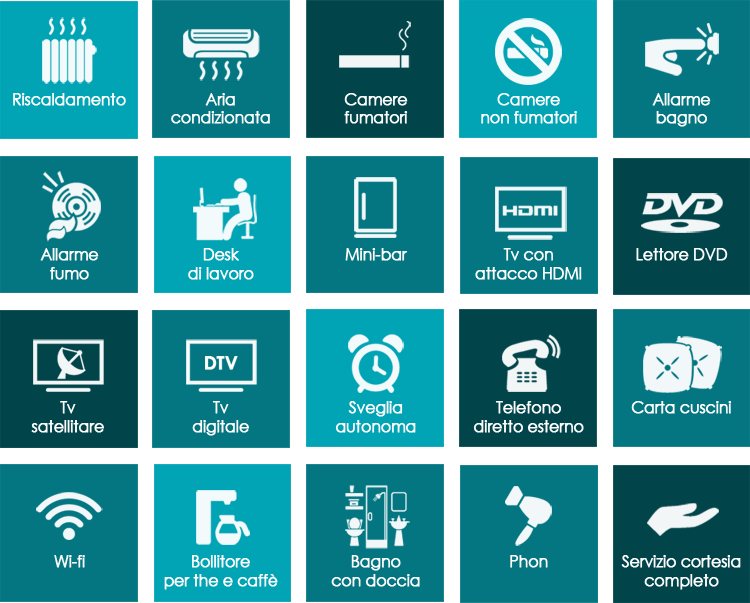 Riscaldamento
Aria
condizionata
Camere
fumatori
Camere
non fumatori
Allarme
bagno
Allarme
fumo
Desk
di lavoro
Mini-bar
HDMI
Tv con
attacco HDMI
DVD
Lettore DVD
Tv
satellitare
DTV
Tv
digitale
Sveglia
autonoma
Telefono
diretto esterno
Carta cuscini
Wi-fi
Bollitore
per the e caffè
Bagno
con doccia
Phon
Servizio cortesia
completo